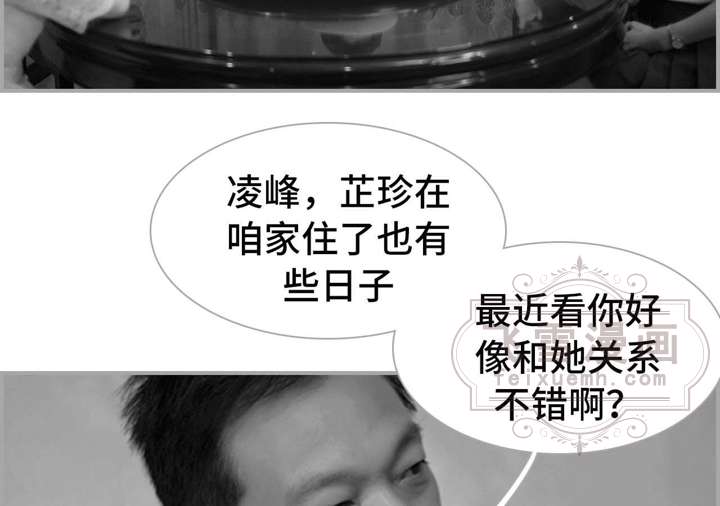 凌峰，芷珍在
咱家住了也有
些日子
最近看你好
像和她关系
不错啊？
飞雪漫画
feixuemh.com